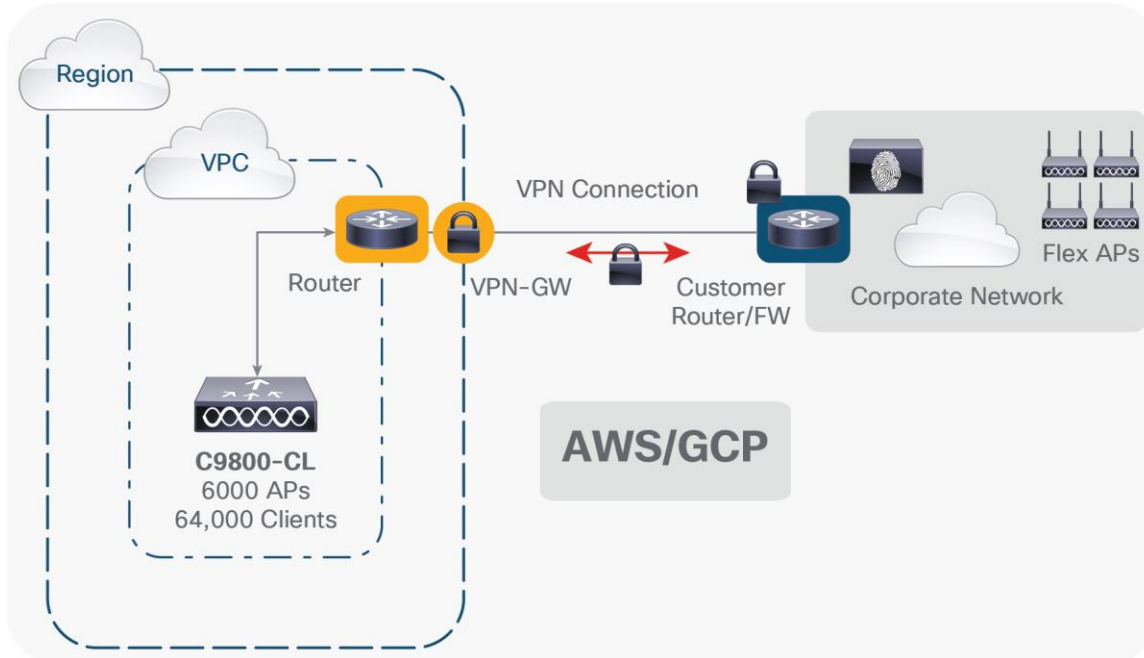 Region
VPC
Router
VPN-GW
VPN Connection
Customer
Router/FW
Flex APs
Corporate Network
C9800-CL
6000 APs
64,000 Clients
AWS/GCP